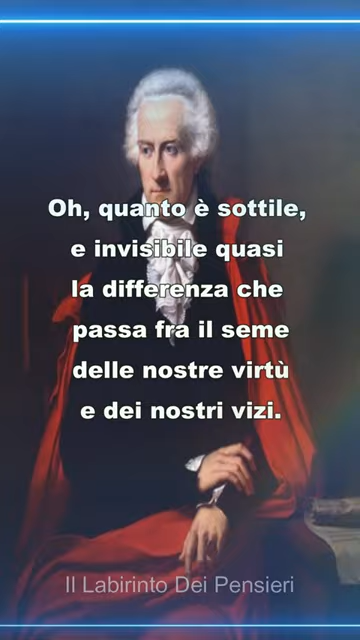 Oh, quanto è sottile,
e invisibile quasi
la differenza che
passa fra il seme
delle nostre virtù
e dei nostri vizi.
Il Labirinto Dei Pensieri